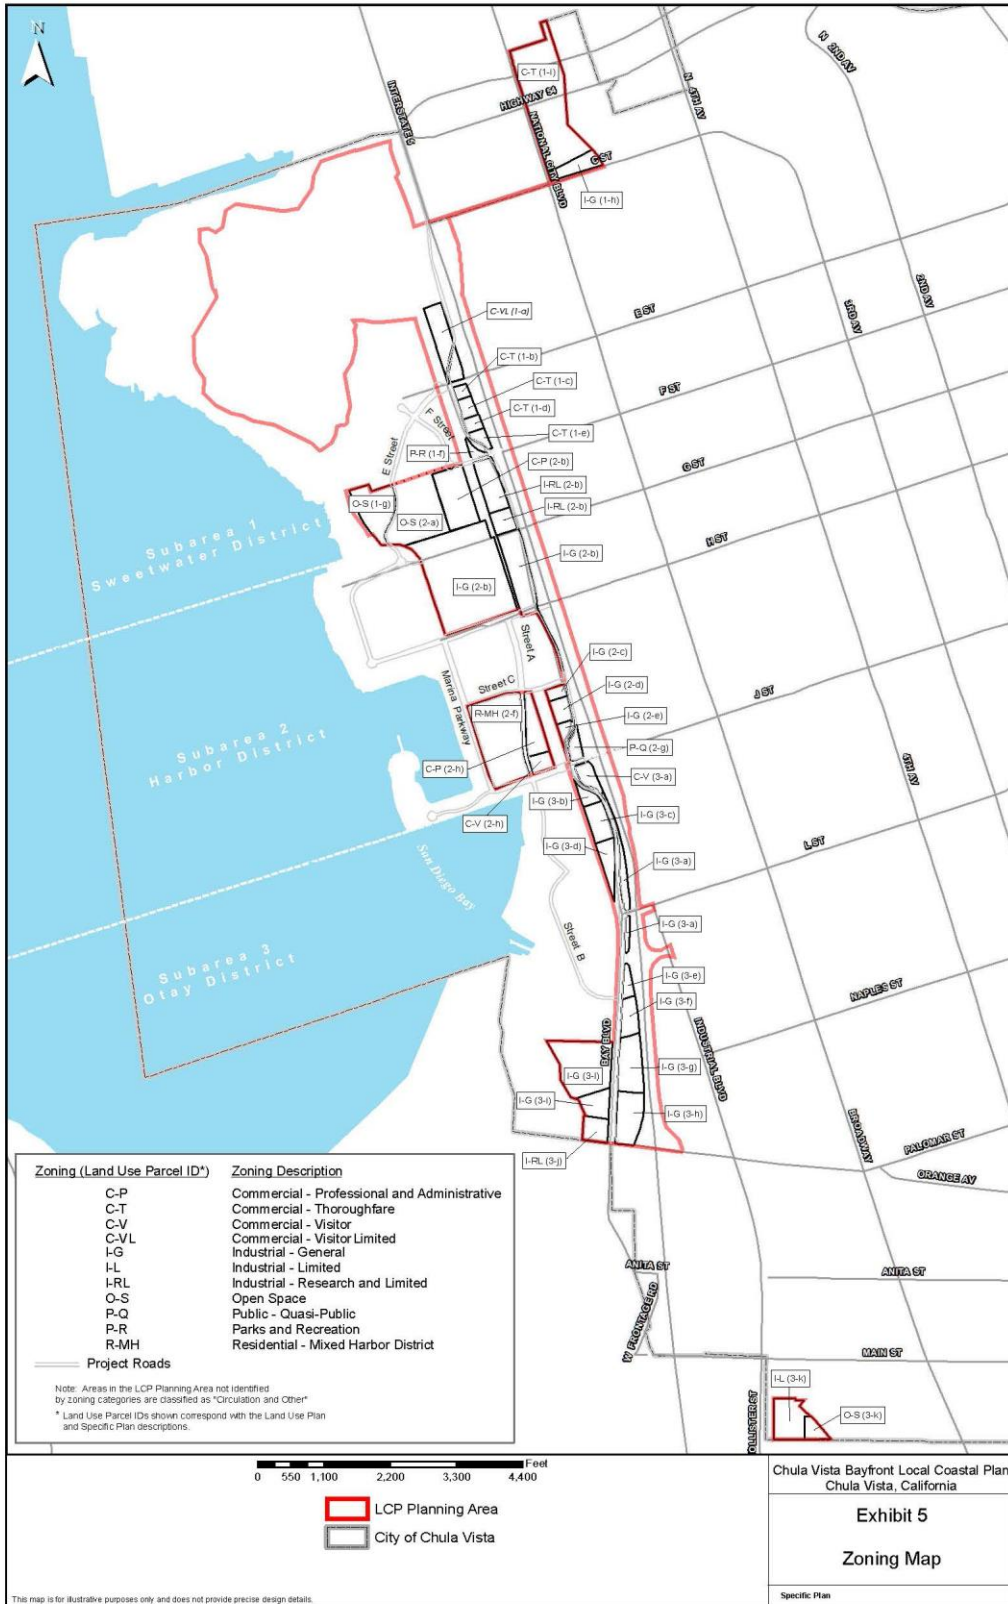 N
INTERSTATE 5
HIGHWAY 54
NATIONAL CITY BLVD
C ST
N 4TH AV
N 2ND AV
C-T (1-i)
I-G (1-h)
C-VL (1-a)
C-T (1-b)
C-T (1-c)
C-T (1-d)
C-T (1-e)
P-R (1-f)
C-P (2-b)
I-RL (2-b)
I-RL (2-b)
O-S (1-g)
O-S (2-a)
I-G (2-b)
I-G (2-b)
E Street
F Street
E ST
F ST
G ST
H ST
J ST
L ST
2ND AV
3RD AV
4TH AV
Subarea 1
Sweetwater District
Subarea 2
Harbor District
Subarea 3
Otay District
San Diego Bay
Street A
Street C
Marina Parkway
Street B
I-G (2-c)
I-G (2-d)
I-G (2-e)
R-MH (2-f)
P-Q (2-g)
C-P (2-h)
C-V (3-a)
I-G (3-b)
C-V (2-h)
I-G (3-c)
I-G (3-d)
I-G (3-a)
I-G (3-a)
I-G (3-e)
I-G (3-f)
I-G (3-g)
I-G (3-i)
I-G (3-i)
I-G (3-h)
I-RL (3-j)
BAY BLVD
INDUSTRIAL BLVD
NAPLES ST
BROADWAY
PALOMAR ST
ORANGE AV
ANITA ST
ANITA ST
W FRONTAGE RD
MAIN ST
HOLLISTER ST
I-L (3-k)
O-S (3-k)
Zoning (Land Use Parcel ID*) Zoning Description
C-P Commercial - Professional and Administrative
C-T Commercial - Thoroughfare
C-V Commercial - Visitor
C-VL Commercial - Visitor Limited
I-G Industrial - General
I-L Industrial - Limited
I-RL Industrial - Research and Limited
O-S Open Space
P-Q Public - Quasi-Public
P-R Parks and Recreation
R-MH Residential - Mixed Harbor District
Project Roads
Note: Areas in the LCP Planning Area not identified
by zoning categories are classified as "Circulation and Other"
* Land Use Parcel IDs shown correspond with the Land Use Plan
and Specific Plan descriptions.
Feet
0 550 1,100 2,200 3,300 4,400
LCP Planning Area
City of Chula Vista
Chula Vista Bayfront Local Coastal Plan
Chula Vista, California
Exhibit 5
Zoning Map
Specific Plan
This map is for illustrative purposes only and does not provide precise design details.